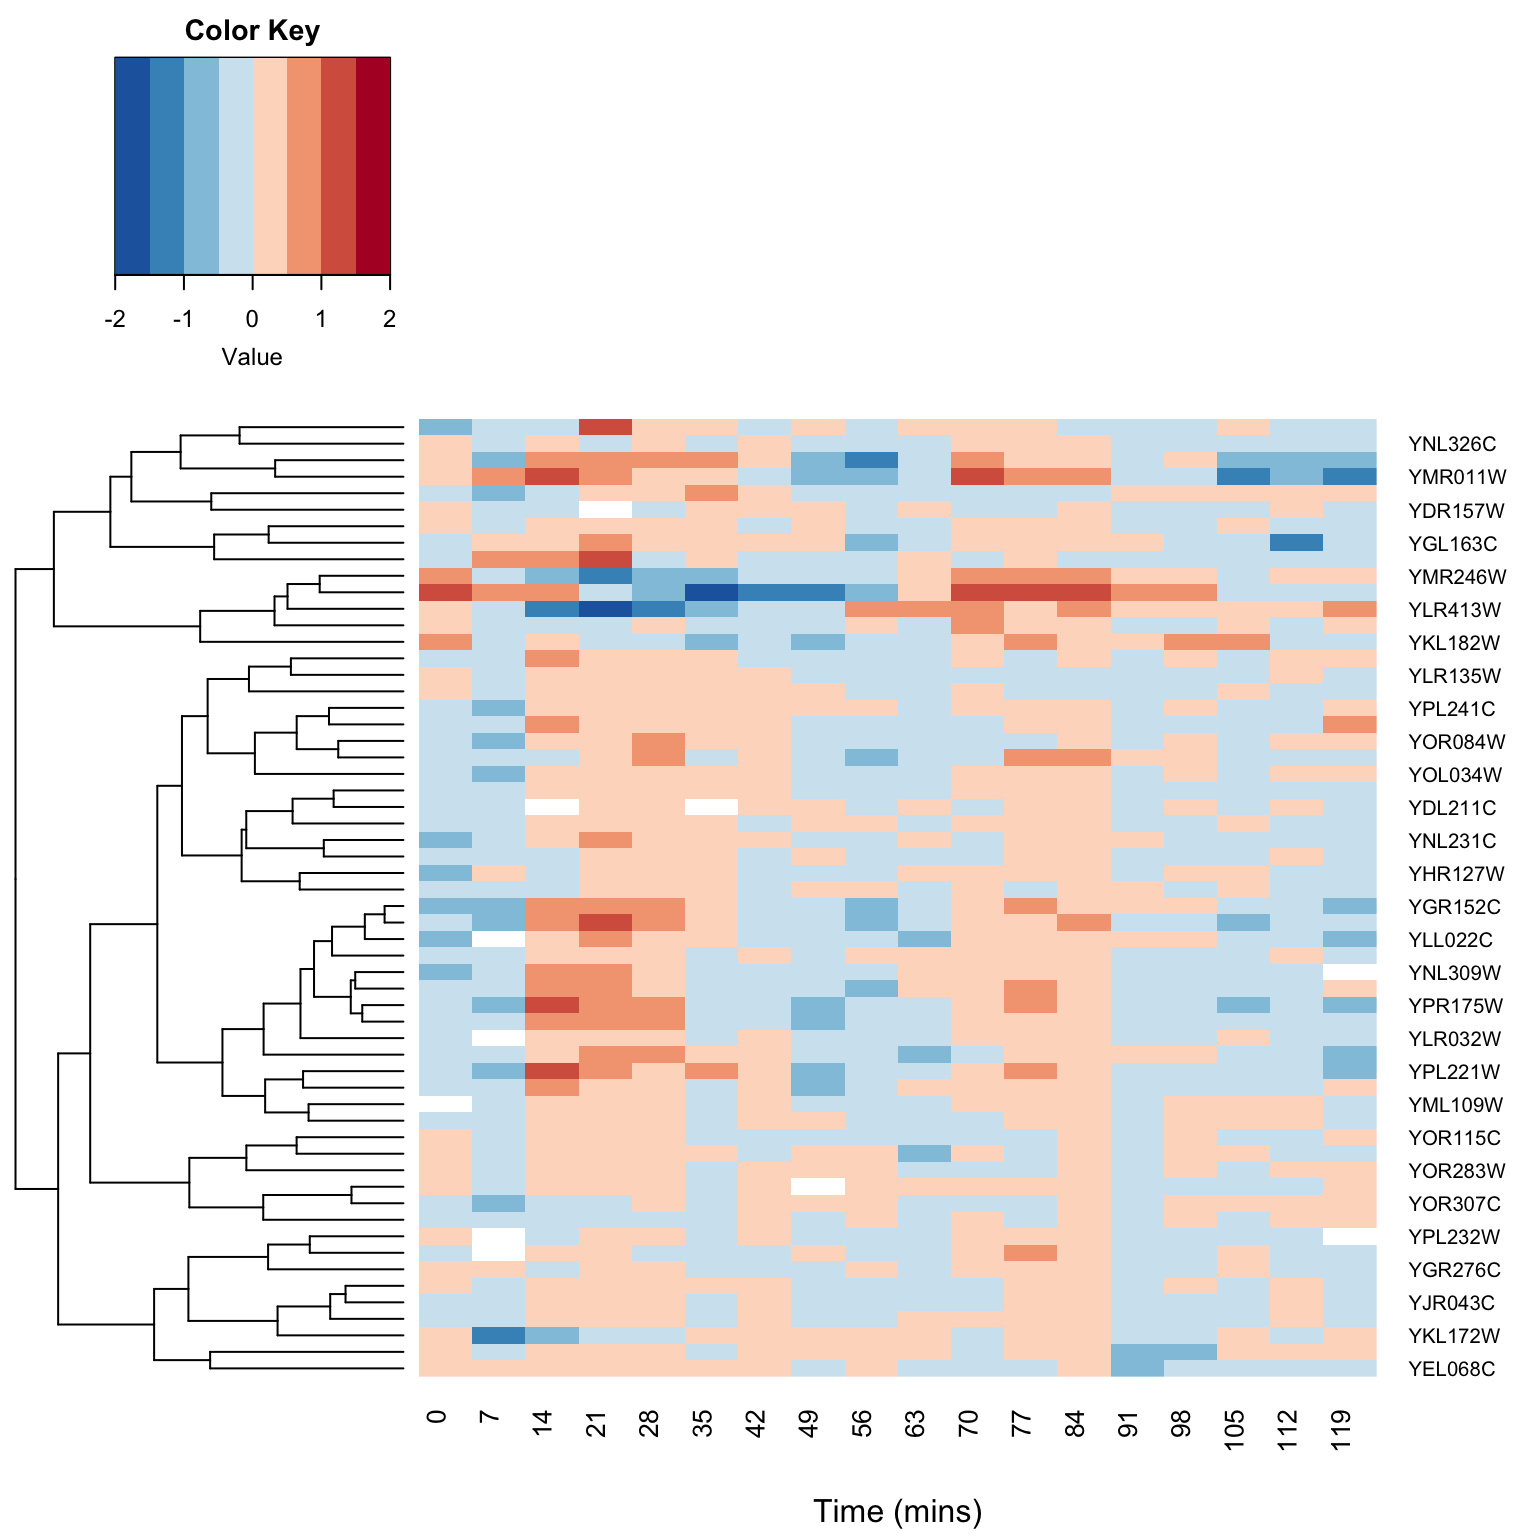 Color Key
-2 -1 0 1 2
Value
YNL326C
YMR011W
YDR157W
YGL163C
YMR246W
YLR413W
YKL182W
YLR135W
YPL241C
YOR084W
YOL034W
YDL211C
YNL231C
YHR127W
YGR152C
YLL022C
YNL309W
YPR175W
YLR032W
YPL221W
YML109W
YOR115C
YOR283W
YOR307C
YPL232W
YGR276C
YJR043C
YKL172W
YEL068C
0 7 14 21 28 35 42 49 56 63 70 77 84 91 98 105 112 119
Time (mins)